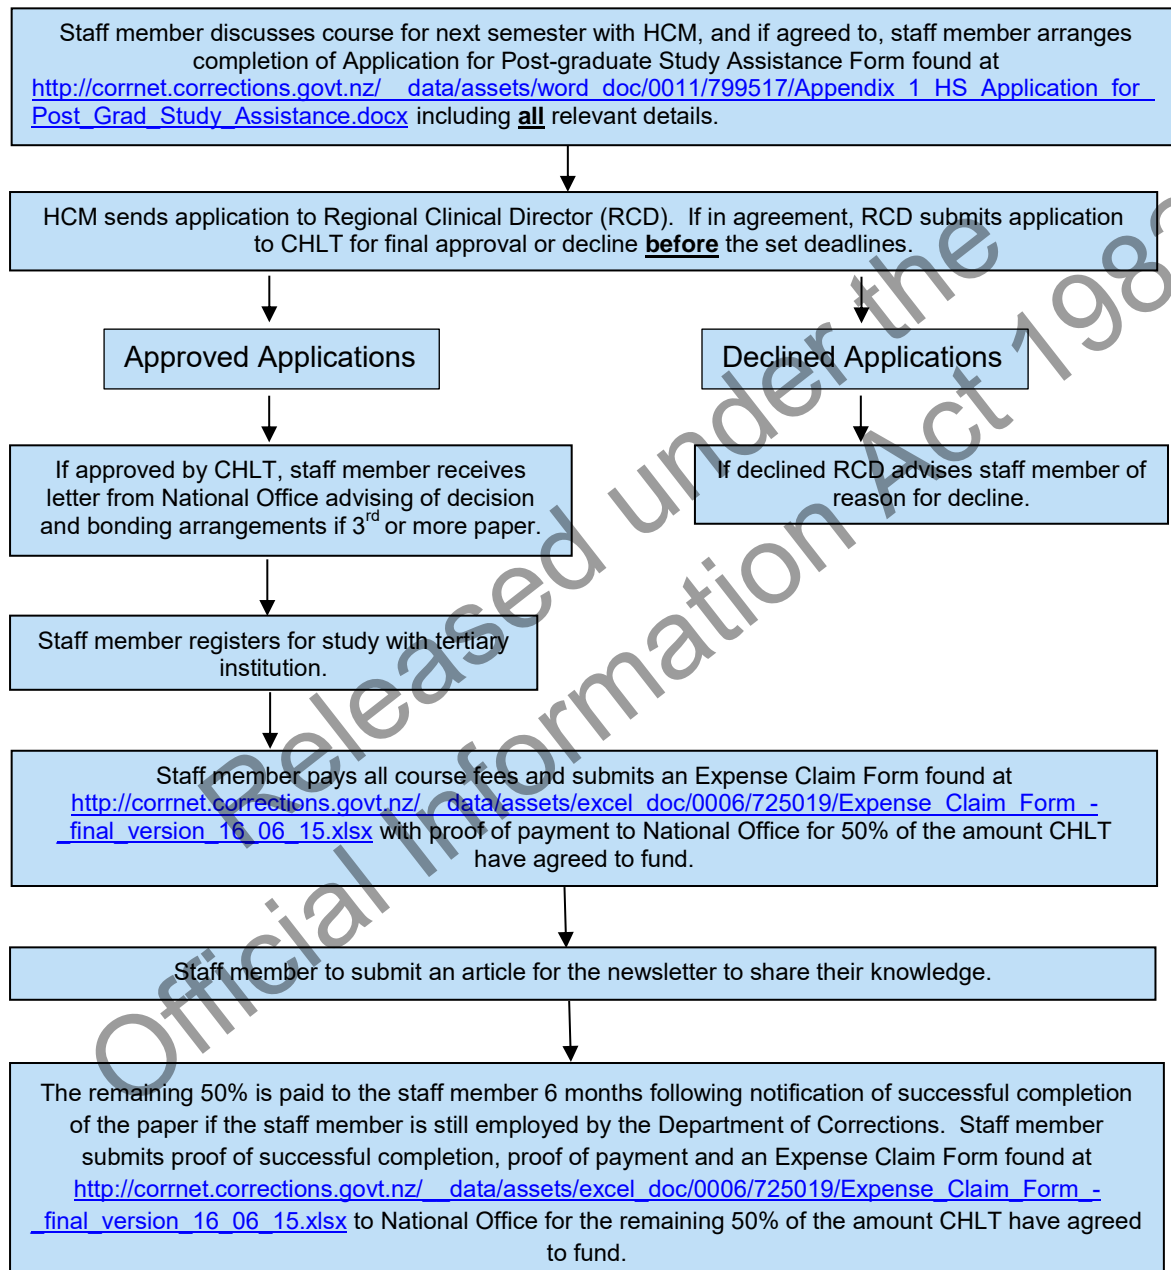 Staff member discusses course for next semester with HCM, and if agreed to, staff member arranges
completion of Application for Post-graduate Study Assistance Form found at
http://corrnet.corrections.govt.nz/__data/assets/word_doc/0011/799517/Appendix_1_HS_Application_for_
Post_Grad_Study_Assistance.docx including all relevant details.
HCM sends application to Regional Clinical Director (RCD). If in agreement, RCD submits application
to CHLT for final approval or decline before the set deadlines.
Approved Applications
Declined Applications
If approved by CHLT, staff member receives
letter from National Office advising of decision
and bonding arrangements if 3rd or more paper.
If declined RCD advises staff member of
reason for decline.
Staff member registers for study with tertiary
institution.
Staff member pays all course fees and submits an Expense Claim Form found at
http://corrnet.corrections.govt.nz/__data/assets/excel_doc/0006/725019/Expense_Claim_Form_-
_final_version_16_06_15.xlsx with proof of payment to National Office for 50% of the amount CHLT
have agreed to fund.
Staff member to submit an article for the newsletter to share their knowledge.
The remaining 50% is paid to the staff member 6 months following notification of successful completion
of the paper if the staff member is still employed by the Department of Corrections. Staff member
submits proof of successful completion, proof of payment and an Expense Claim Form found at
http://corrnet.corrections.govt.nz/__data/assets/excel_doc/0006/725019/Expense_Claim_Form_-
_final_version_16_06_15.xlsx to National Office for the remaining 50% of the amount CHLT have agreed
to fund.
Released under the
Official Information Act 198